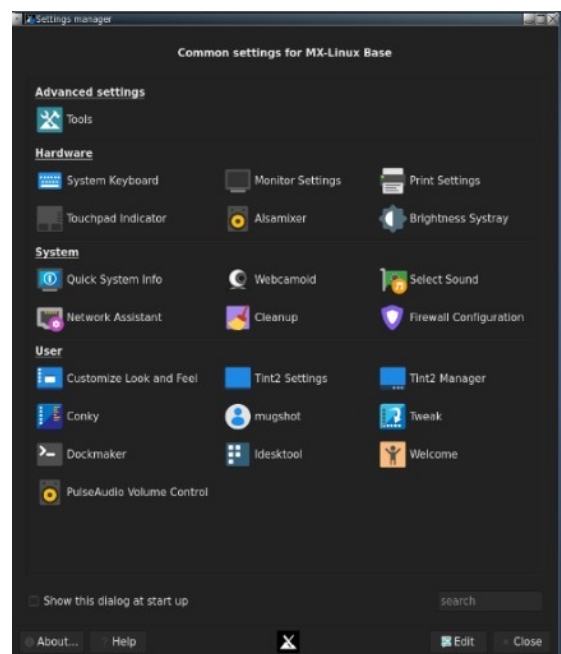 Settings manager
Common settings for MX-Linux Base
Advanced settings
Tools
Hardware
System Keyboard Monitor Settings Print Settings
Touchpad Indicator Alsamixer Brightness Systray
System
Quick System Info Webcamoid Select Sound
Network Assistant Cleanup Firewall Configuration
User
Customize Look and Feel Tint2 Settings Tint2 Manager
Conky mugshot Tweak
Dockmaker Idesktool Welcome
PulseAudio Volume Control
Show this dialog at start up search
About... ? Help Edit × Close